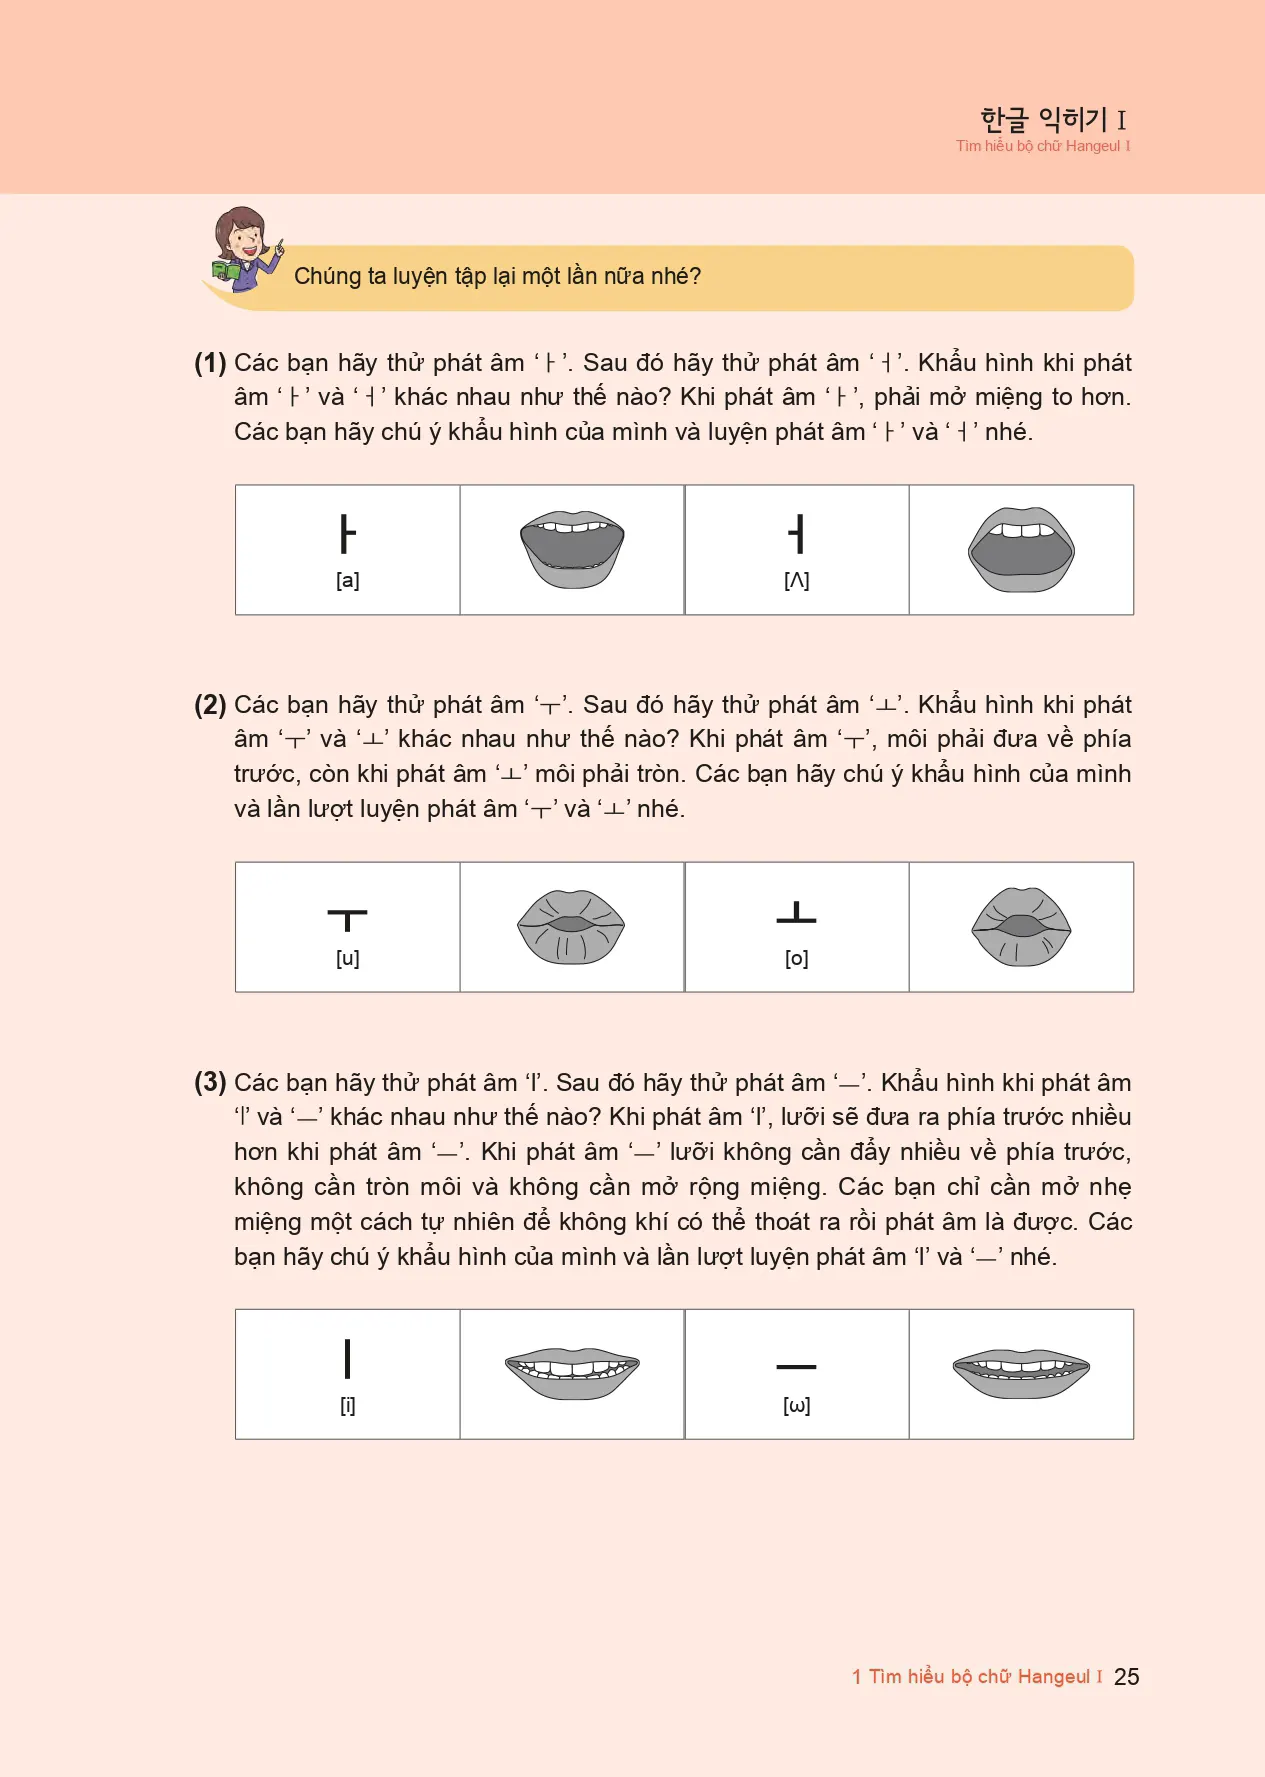 한글 익히기 I
Tìm hiểu bộ chữ Hangeul I
Chúng ta luyện tập lại một lần nữa nhé?
(1) Các bạn hãy thử phát âm ‘ㅏ’. Sau đó hãy thử phát âm ‘ㅓ’. Khẩu hình khi phát
âm ‘ㅏ’ và ‘ㅓ’ khác nhau như thế nào? Khi phát âm ‘ㅏ’, phải mở miệng to hơn.
Các bạn hãy chú ý khẩu hình của mình và luyện phát âm ‘ㅏ’ và ‘ㅓ’ nhé.
ㅏ ㅓ
[a] [Λ]
(2) Các bạn hãy thử phát âm ‘ㅜ’. Sau đó hãy thử phát âm ‘ㅗ’. Khẩu hình khi phát
âm ‘ㅜ’ và ‘ㅗ’ khác nhau như thế nào? Khi phát âm ‘ㅜ’, môi phải đưa về phía
trước, còn khi phát âm ‘ㅗ’ môi phải tròn. Các bạn hãy chú ý khẩu hình của mình
và lần lượt luyện phát âm ‘ㅜ’ và ‘ㅗ’ nhé.
ㅜ ㅗ
[u] [o]
(3) Các bạn hãy thử phát âm ‘ㅣ’. Sau đó hãy thử phát âm ‘ㅡ’. Khẩu hình khi phát âm
‘ㅣ’ và ‘ㅡ’ khác nhau như thế nào? Khi phát âm ‘ㅣ’, lưỡi sẽ đưa ra phía trước nhiều
hơn khi phát âm ‘ㅡ’. Khi phát âm ‘ㅡ’ lưỡi không cần đẩy nhiều về phía trước,
không cần tròn môi và không cần mở rộng miệng. Các bạn chỉ cần mở nhẹ
miệng một cách tự nhiên để không khí có thể thoát ra rồi phát âm là được. Các
bạn hãy chú ý khẩu hình của mình và lần lượt luyện phát âm ‘ㅣ’ và ‘ㅡ’ nhé.
ㅣ ㅡ
[i] [ω]
1 Tìm hiểu bộ chữ Hangeul I 25